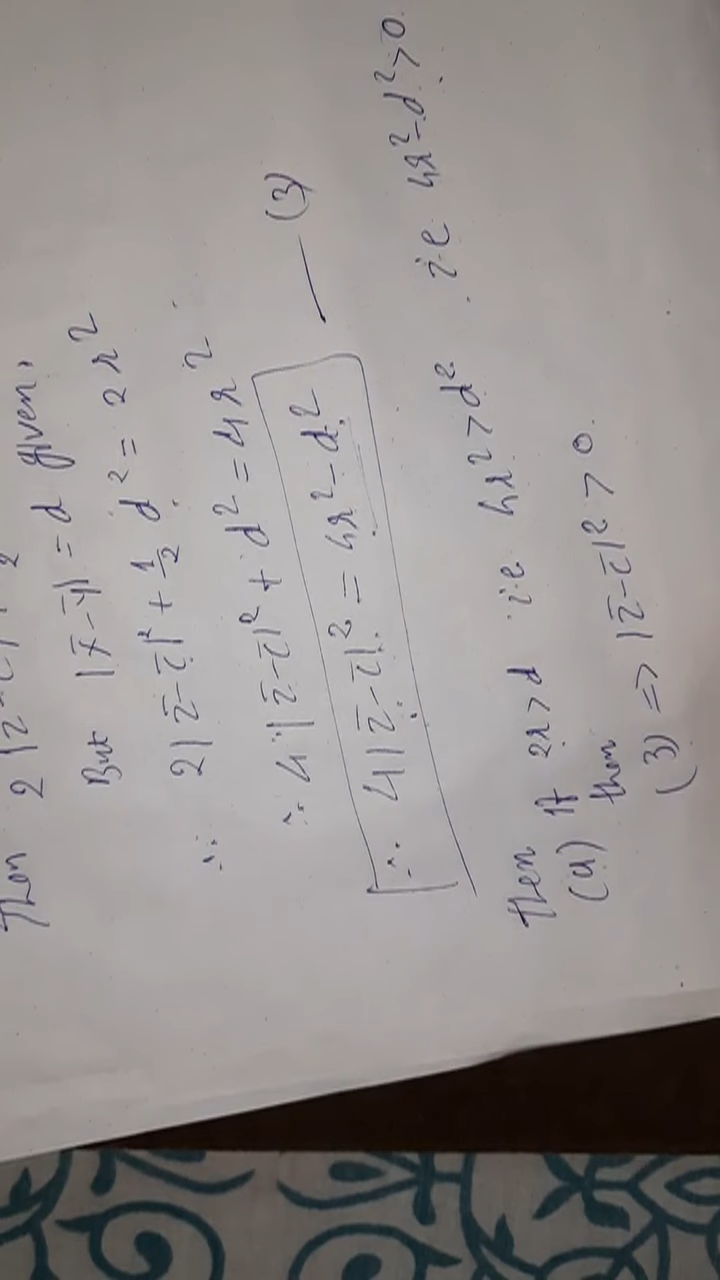 Then 2|z̄-c̄|² 2
But |x̄-ȳ| = d given,
∴ 2|z̄-c̄|² + 1/2 d² = 2r²
∴ 4|z̄-c̄|² + d² = 4r²
∴ 4|z̄-c̄|² = 4r²-d² — (3)
Then
(a) If 2r>d i.e 4r²>d² i.e 4r²-d²>0.
then
(3) => |z̄-c̄|²>0.